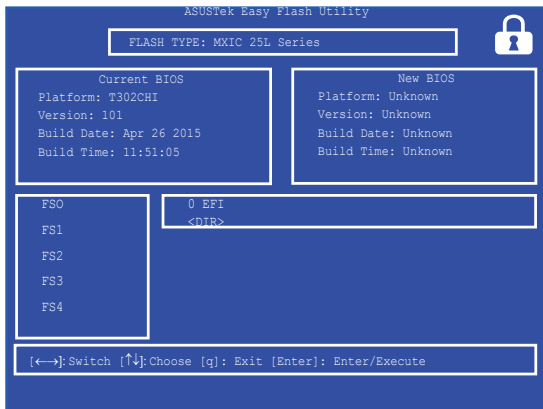 ASUSTek Easy Flash Utility
FLASH TYPE: MXIC 25L Series
Current BIOS
Platform: T302CHI
Version: 101
Build Date: Apr 26 2015
Build Time: 11:51:05
New BIOS
Platform: Unknown
Version: Unknown
Build Date: Unknown
Build Time: Unknown
FSO
FS1
FS2
FS3
FS4
0 EFI
<DIR>
[←→]:Switch [↑↓]:Choose [q]: Exit [Enter]: Enter/Execute